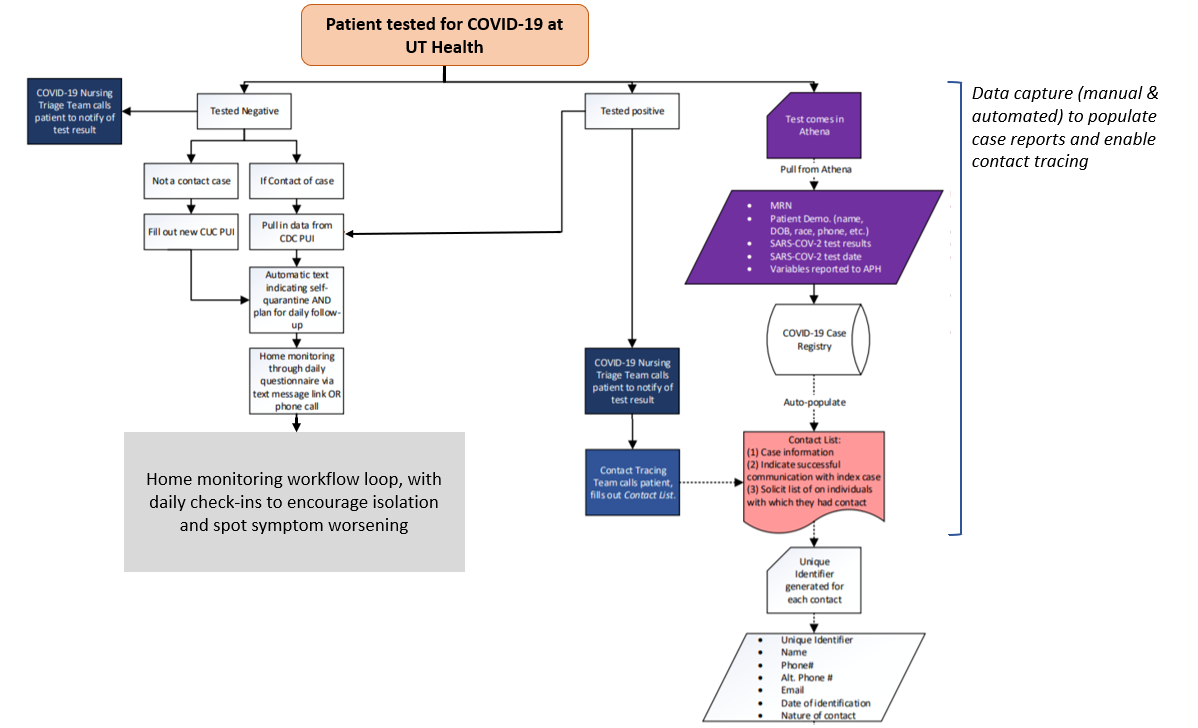 Patient tested for COVID-19 at
UT Health
COVID-19 Nursing
Triage Team calls
patient to notify of
test result
Tested Negative
Tested positive
Test comes in
Athena
Data capture (manual &
automated) to populate
case reports and enable
contact tracing
Not a contact case
If Contact of case
Pull from Athena
Fill out new CUC PUI
Pull in data from
CDC PUI
• MRN
• Patient Demo. (name,
DOB, race, phone, etc.)
• SARS-COV-2 test results
• SARS-COV-2 test date
• Variables reported to APH
Automatic text
indicating self-
quarantine AND
plan for daily follow-
up
COVID-19 Case
Registry
Home monitoring
through daily
questionnaire via
text message link OR
phone call
COVID-19 Nursing
Triage Team calls
patient to notify of
test result
Auto-populate
Home monitoring workflow loop, with
daily check-ins to encourage isolation
and spot symptom worsening
Contact Tracing
Team calls patient,
fills out Contact List.
Contact List:
(1) Case information
(2) Indicate successful
communication with index case
(3) Solicit list of on individuals
with which they had contact
Unique
Identifier
generated for
each contact
• Unique Identifier
• Name
• Phone#
• Alt. Phone #
• Email
• Date of identification
• Nature of contact